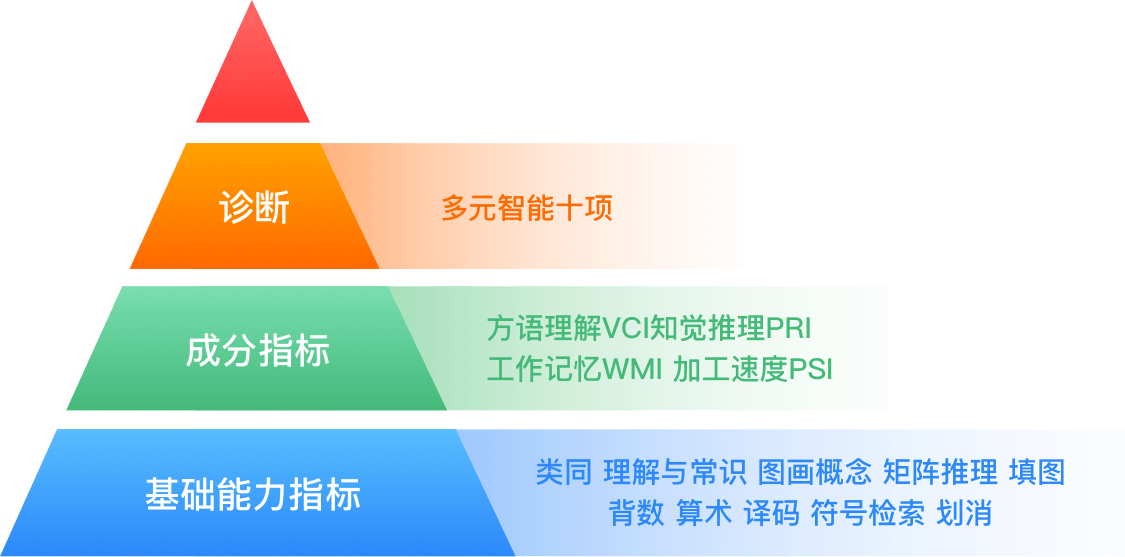 诊断
多元智能十项
成分指标
方语理解VCI知觉推理PRI
工作记忆WMI 加工速度PSI
基础能力指标
类同 理解与常识 图画概念 矩阵推理 填图
背数 算术 译码 符号检索 划消